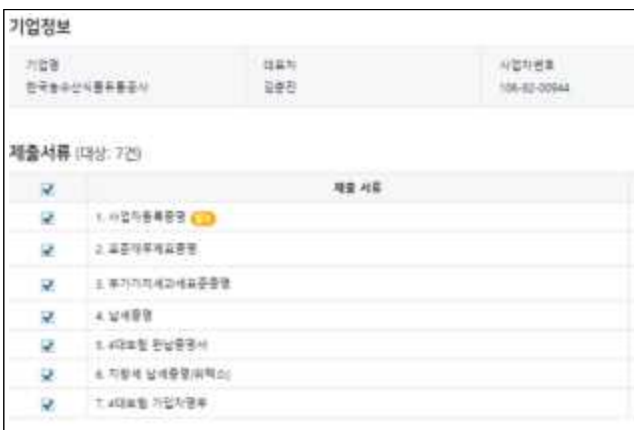 기업정보
기업명 대표자 사업자번호
한국농수산식품유통공사 김춘진 106-82-00944
제출서류 (대상: 7건)
제출 서류
1. 사업자등록증명
2. 표준재무제표증명
3. 부가가치세과세표준증명
4. 납세증명
5. 4대보험 완납증명서
6. 지방세 납세증명(위택스)
7. 4대보험 가입자명부